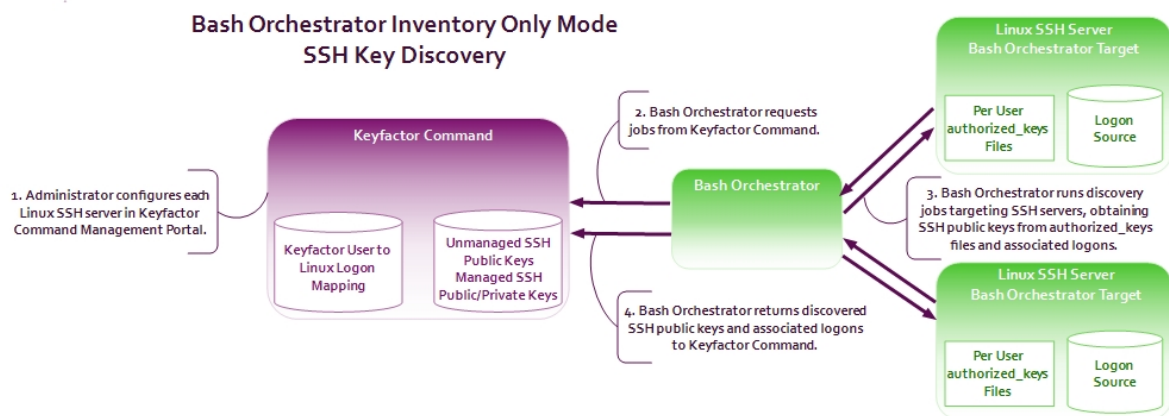 Bash Orchestrator Inventory Only Mode
SSH Key Discovery
1. Administrator configures each
Linux SSH server in Keyfactor
Command Management Portal.
Keyfactor Command
Keyfactor User to
Linux Logon
Mapping
Unmanaged SSH
Public Keys
Managed SSH
Public/Private Keys
2. Bash Orchestrator requests
jobs from Keyfactor Command.
Bash Orchestrator
4. Bash Orchestrator returns discovered
SSH public keys and associated logons
to Keyfactor Command.
Linux SSH Server
Bash Orchestrator Target
Per User
authorized_keys
Files
Logon
Source
3. Bash Orchestrator runs discovery
jobs targeting SSH servers, obtaining
SSH public keys from authorized_keys
files and associated logons.
Linux SSH Server
Bash Orchestrator Target
Per User
authorized_keys
Files
Logon
Source